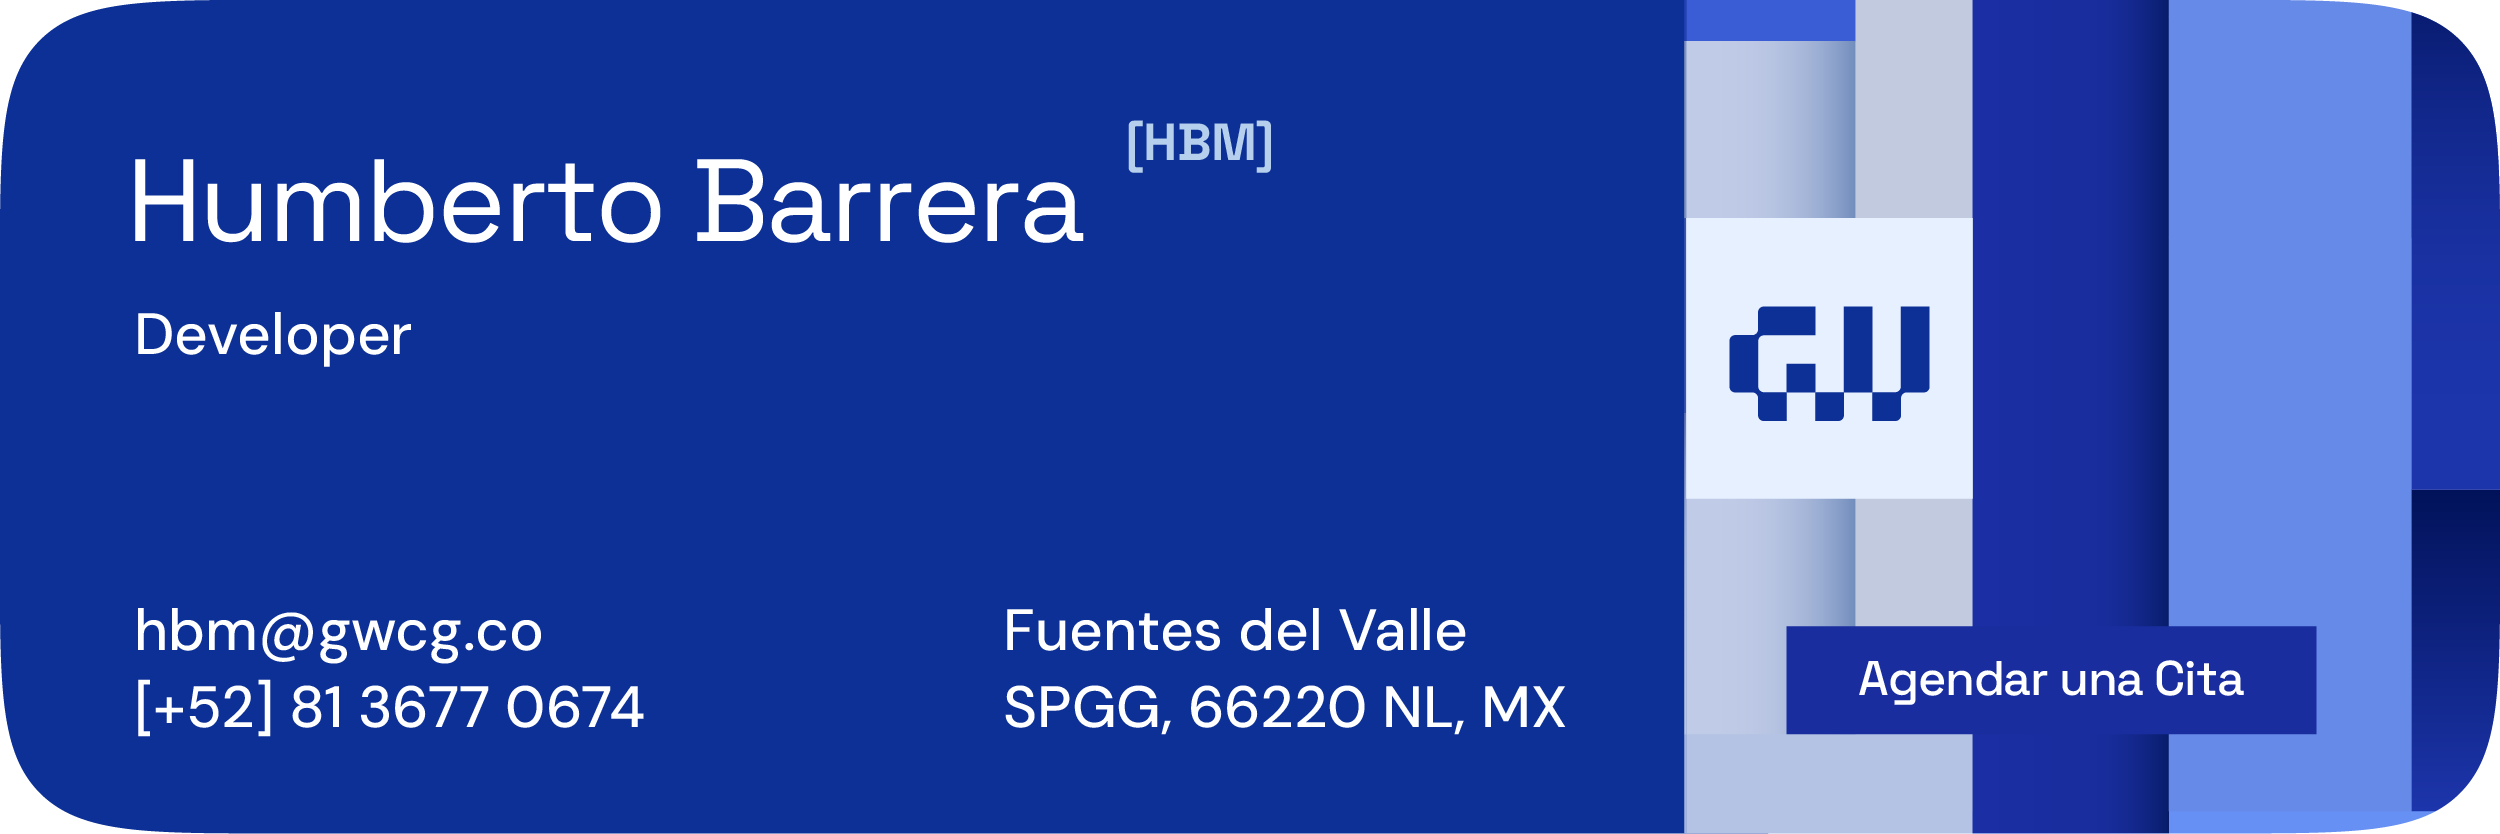 Humberto Barrera
[HBM]
Developer
GW
hbm@gwcg.co
[+52] 81 3677 0674
Fuentes del Valle
SPGG, 66220 NL, MX
Agendar una Cita